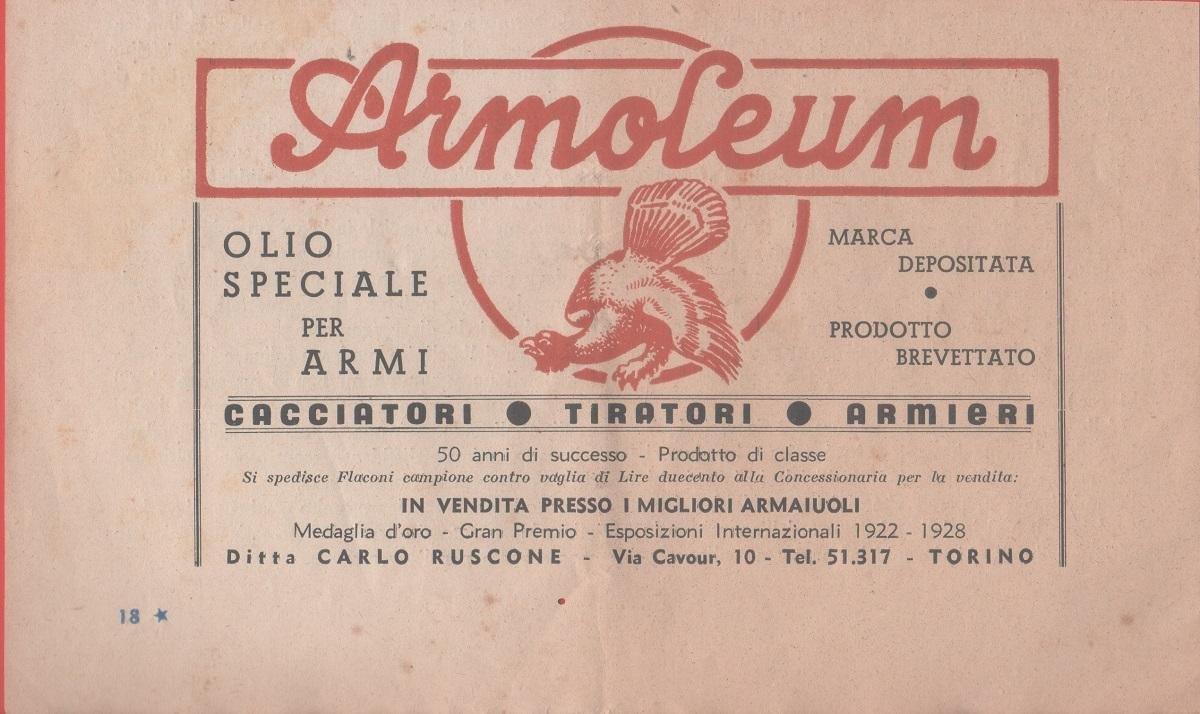 Armoleum
OLIO
SPECIALE
PER
ARMI
MARCA
DEPOSITATA
●
PRODOTTO
BREVETTATO
CACCIATORI ● TIRATORI ● ARMIERI
50 anni di successo - Prodotto di classe
Si spedisce Flaconi campione contro vaglia di Lire duecento alla Concessionaria per la vendita:
IN VENDITA PRESSO I MIGLIORI ARMAIUOLI
Medaglia d'oro - Gran Premio - Esposizioni Internazionali 1922 - 1928
Ditta CARLO RUSCONE - Via Cavour, 10 - Tel. 51.317 - TORINO
18 ★